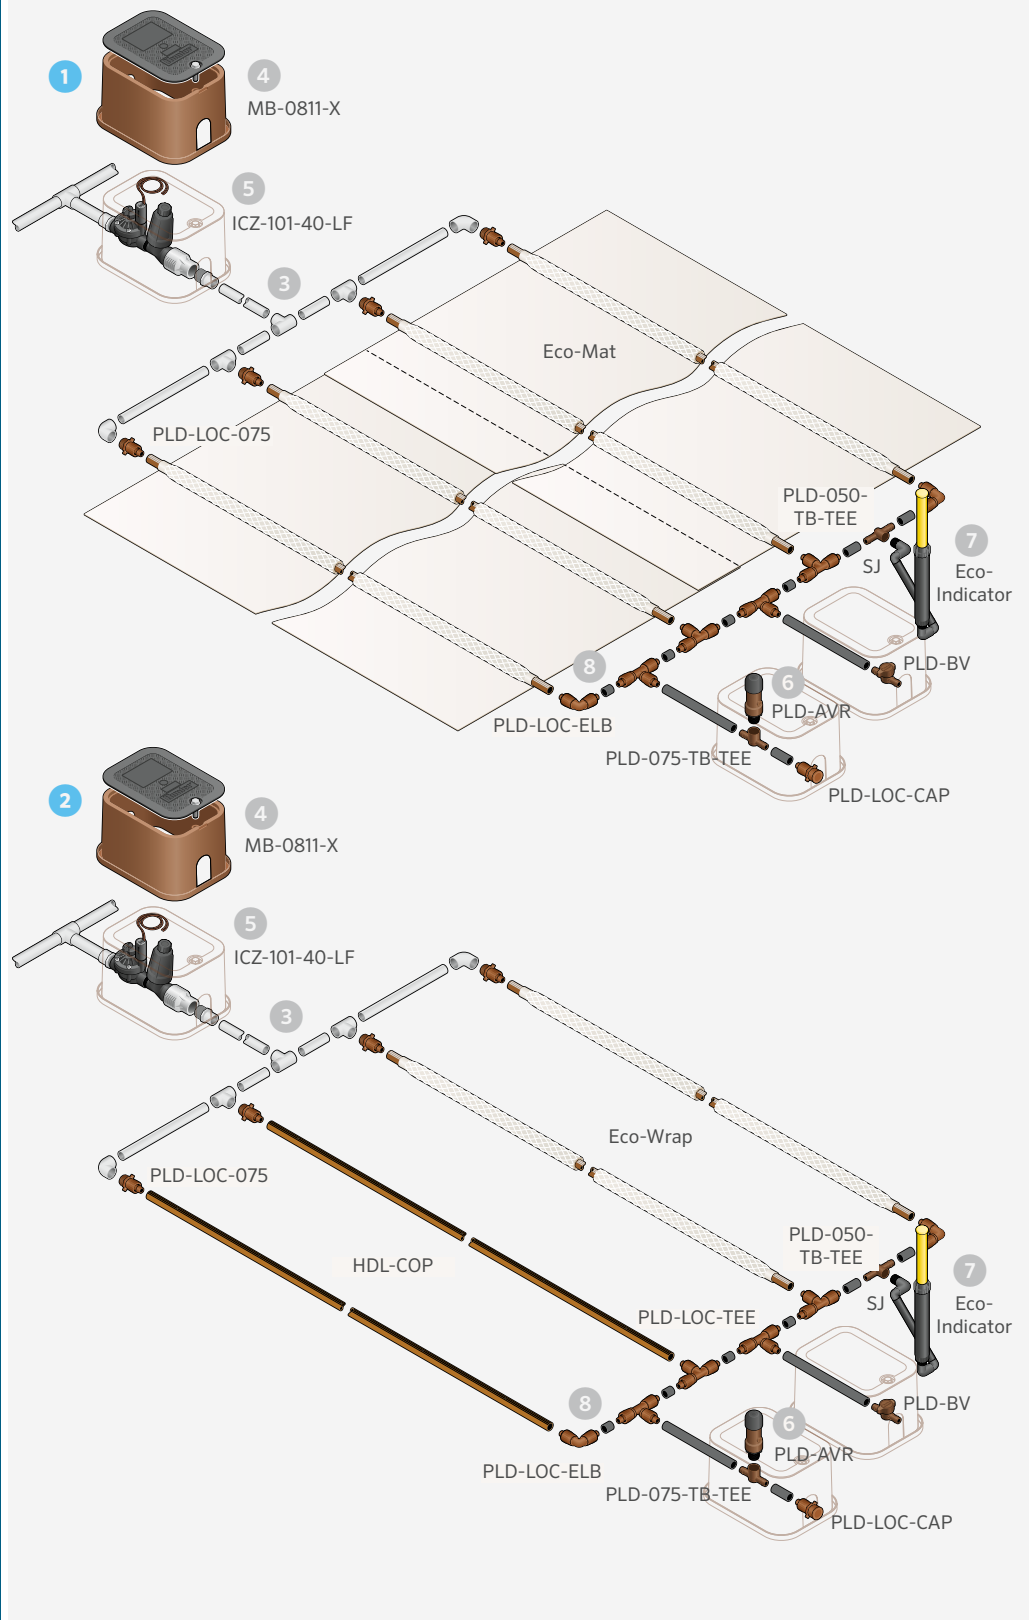 1
4
MB-0811-X
5
ICZ-101-40-LF
3
Eco-Mat
PLD-LOC-075
PLD-050-
TB-TEE
7
SJ
Eco-
Indicator
PLD-BV
8
6
PLD-AVR
PLD-LOC-ELB
PLD-075-TB-TEE
PLD-LOC-CAP
2
4
MB-0811-X
5
ICZ-101-40-LF
3
Eco-Wrap
PLD-LOC-075
PLD-050-
TB-TEE
HDL-COP
7
SJ
Eco-
Indicator
PLD-LOC-TEE
PLD-BV
8
6
PLD-AVR
PLD-LOC-ELB
PLD-075-TB-TEE
PLD-LOC-CAP